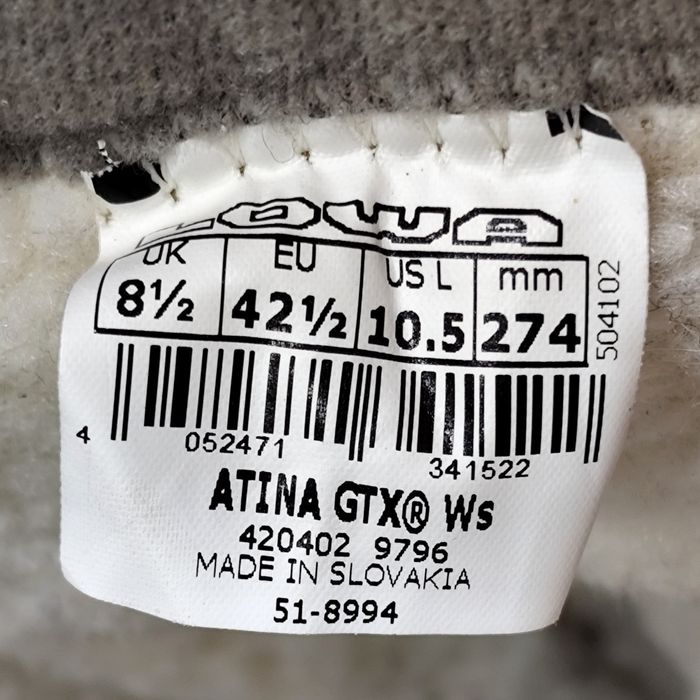 LOWA
UK EU US L mm
8½ 42½ 10.5 274
504102
4 052471 341522
ATINA GTX® Ws
420402 9796
MADE IN SLOVAKIA
51-8994